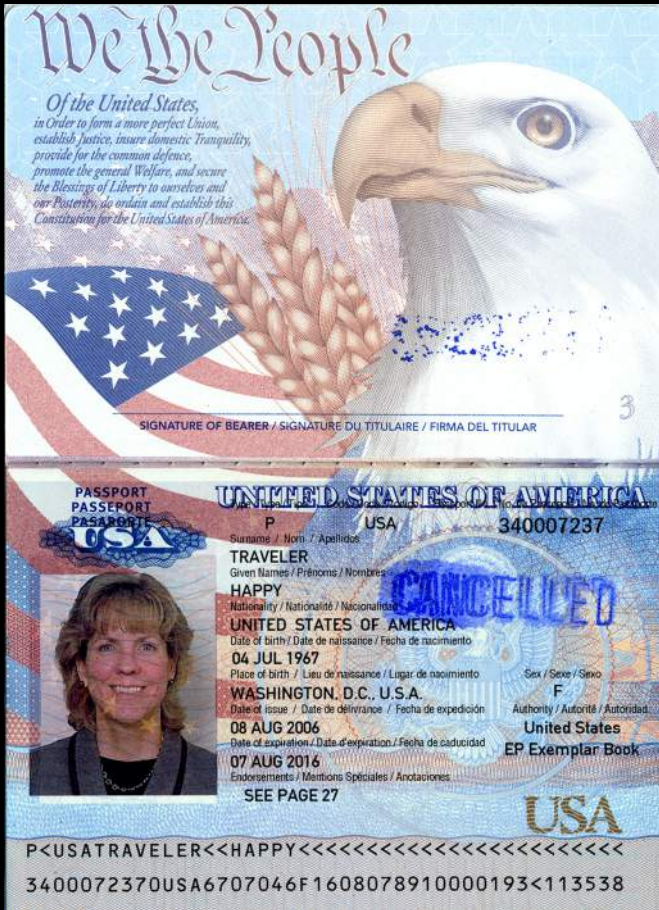 We the People
Of the United States,
in Order to form a more perfect Union,
establish Justice, insure domestic Tranquility,
provide for the common defence,
promote the general Welfare, and secure
the Blessings of Liberty to ourselves and
our Posterity, do ordain and establish this
Constitution for the United States of America.
3
SIGNATURE OF BEARER / SIGNATURE DU TITULAIRE / FIRMA DEL TITULAR
PASSPORT
PASSEPORT
PASAPORTE
USA
UNITED STATES OF AMERICA
P USA 340007237
Surname / Nom / Apellidos
TRAVELER
Given Names / Prénoms / Nombres
HAPPY
CANCELLED
Nationality / Nationalité / Nacionalidad
UNITED STATES OF AMERICA
Date of birth / Date de naissance / Fecha de nacimiento
04 JUL 1967
Place of birth / Lieu de naissance / Lugar de nacimiento
WASHINGTON, D.C., U.S.A.
Sex / Sexe / Sexo
F
Date of issue / Date de délivrance / Fecha de expedición
08 AUG 2006
Authority / Autorité / Autoridad
United States
EP Exemplar Book
Date of expiration / Date d'expiration / Fecha de caducidad
07 AUG 2016
Endorsements / Mentions Spéciales / Anotaciones
SEE PAGE 27
USA
P<USATRAVELER<<HAPPY<<<<<<<<<<<<<<<<<<<<<<<<
3400072370USA6707046F1608078910000193<113538